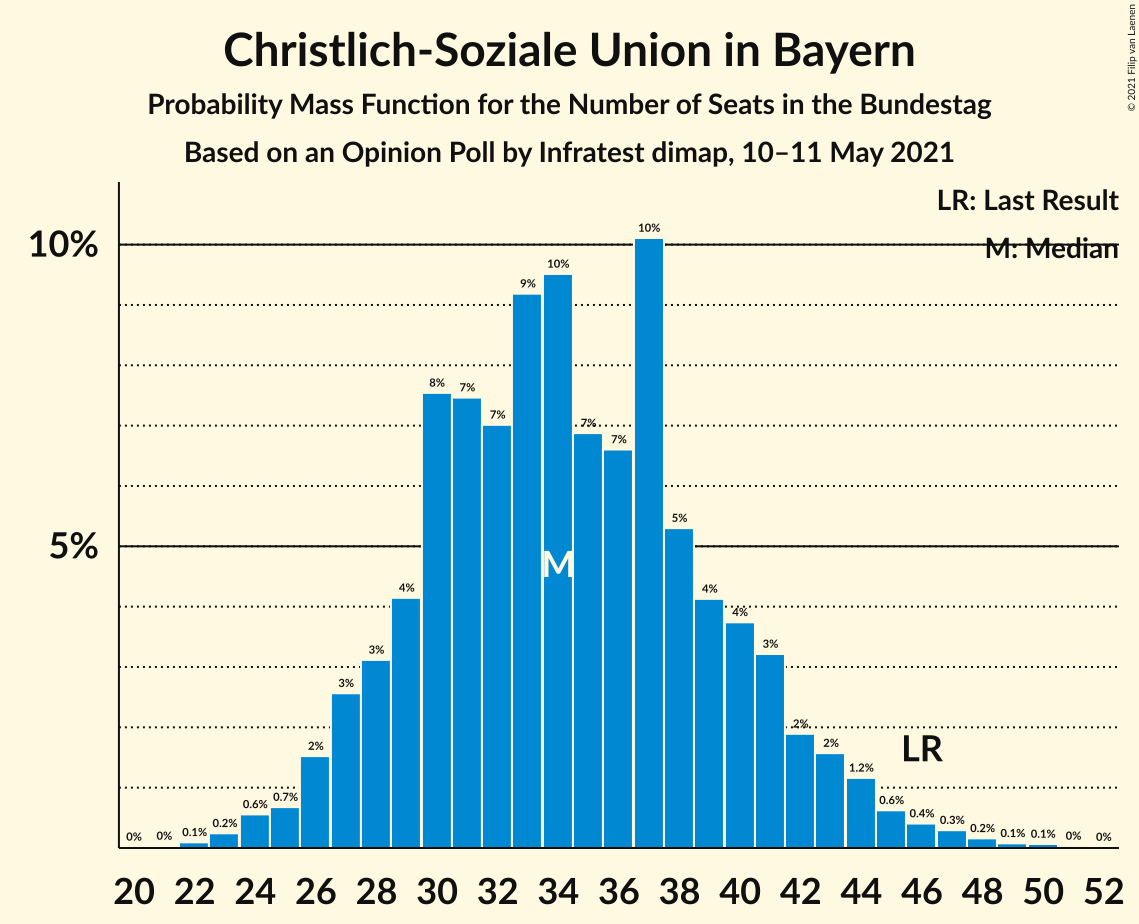 Christlich-Soziale Union in Bayern
Probability Mass Function for the Number of Seats in the Bundestag
Based on an Opinion Poll by Infratest dimap, 10–11 May 2021
© 2021 Filip van Laenen
LR: Last Result
M: Median
10%
5%
0% 0% 0.1% 0.2% 0.6% 0.7% 2% 3% 3% 4% 8% 7% 7% 9% 10% 7% 7% 10% 5% 4% 4% 3% 2% 2% 1.2% 0.6% 0.4% 0.3% 0.2% 0.1% 0.1% 0% 0%
M
LR
20 22 24 26 28 30 32 34 36 38 40 42 44 46 48 50 52